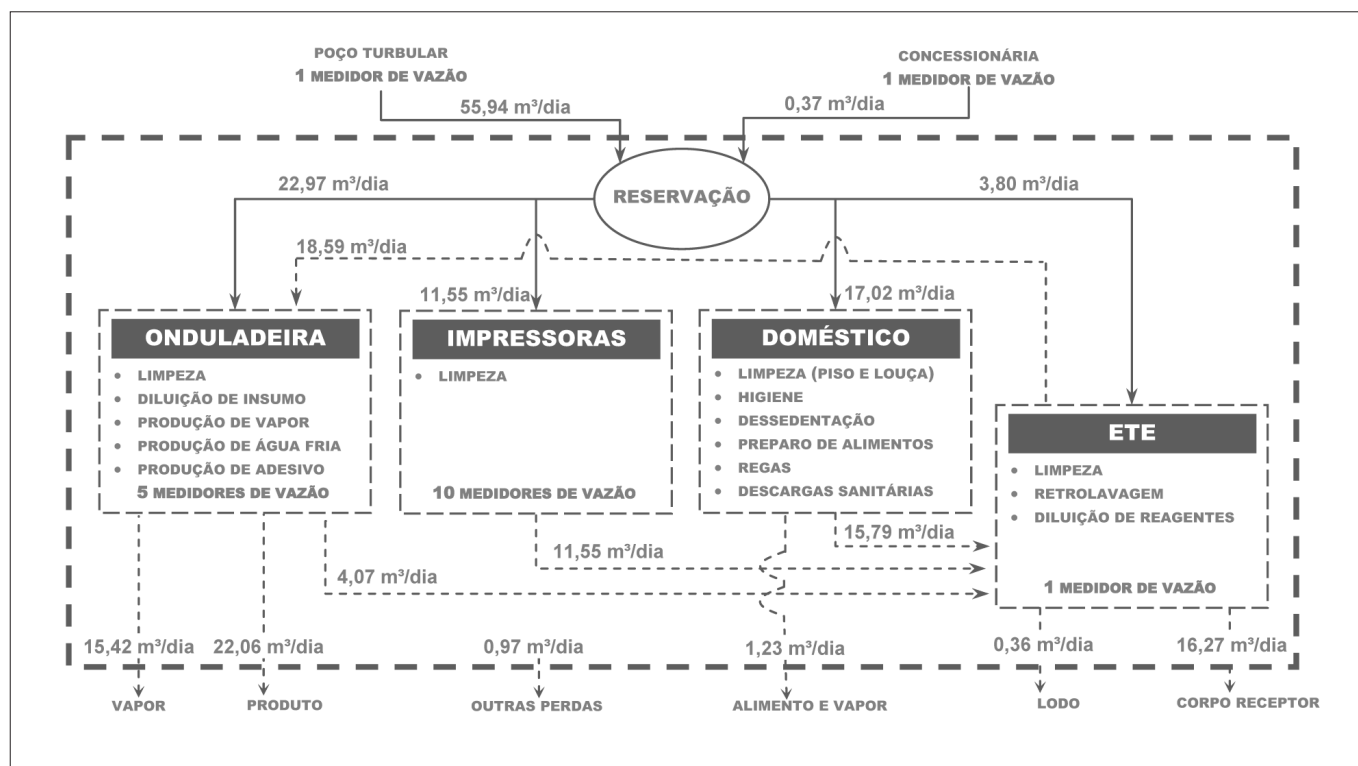 POÇO TURBULAR
1 MEDIDOR DE VAZÃO
CONCESSIONÁRIA
1 MEDIDOR DE VAZÃO
55,94 m³/dia
0,37 m³/dia
22,97 m³/dia
RESERVAÇÃO
3,80 m³/dia
18,59 m³/dia
11,55 m³/dia
17,02 m³/dia
ONDULADEIRA
• LIMPEZA
• DILUIÇÃO DE INSUMO
• PRODUÇÃO DE VAPOR
• PRODUÇÃO DE ÁGUA FRIA
• PRODUÇÃO DE ADESIVO
5 MEDIDORES DE VAZÃO
IMPRESSORAS
• LIMPEZA
10 MEDIDORES DE VAZÃO
DOMÉSTICO
• LIMPEZA (PISO E LOUÇA)
• HIGIENE
• DESSEDENTAÇÃO
• PREPARO DE ALIMENTOS
• REGAS
• DESCARGAS SANITÁRIAS
ETE
• LIMPEZA
• RETROLAVAGEM
• DILUIÇÃO DE REAGENTES
1 MEDIDOR DE VAZÃO
15,79 m³/dia
11,55 m³/dia
4,07 m³/dia
15,42 m³/dia
22,06 m³/dia
0,97 m³/dia
1,23 m³/dia
0,36 m³/dia
16,27 m³/dia
VAPOR
PRODUTO
OUTRAS PERDAS
ALIMENTO E VAPOR
LODO
CORPO RECEPTOR